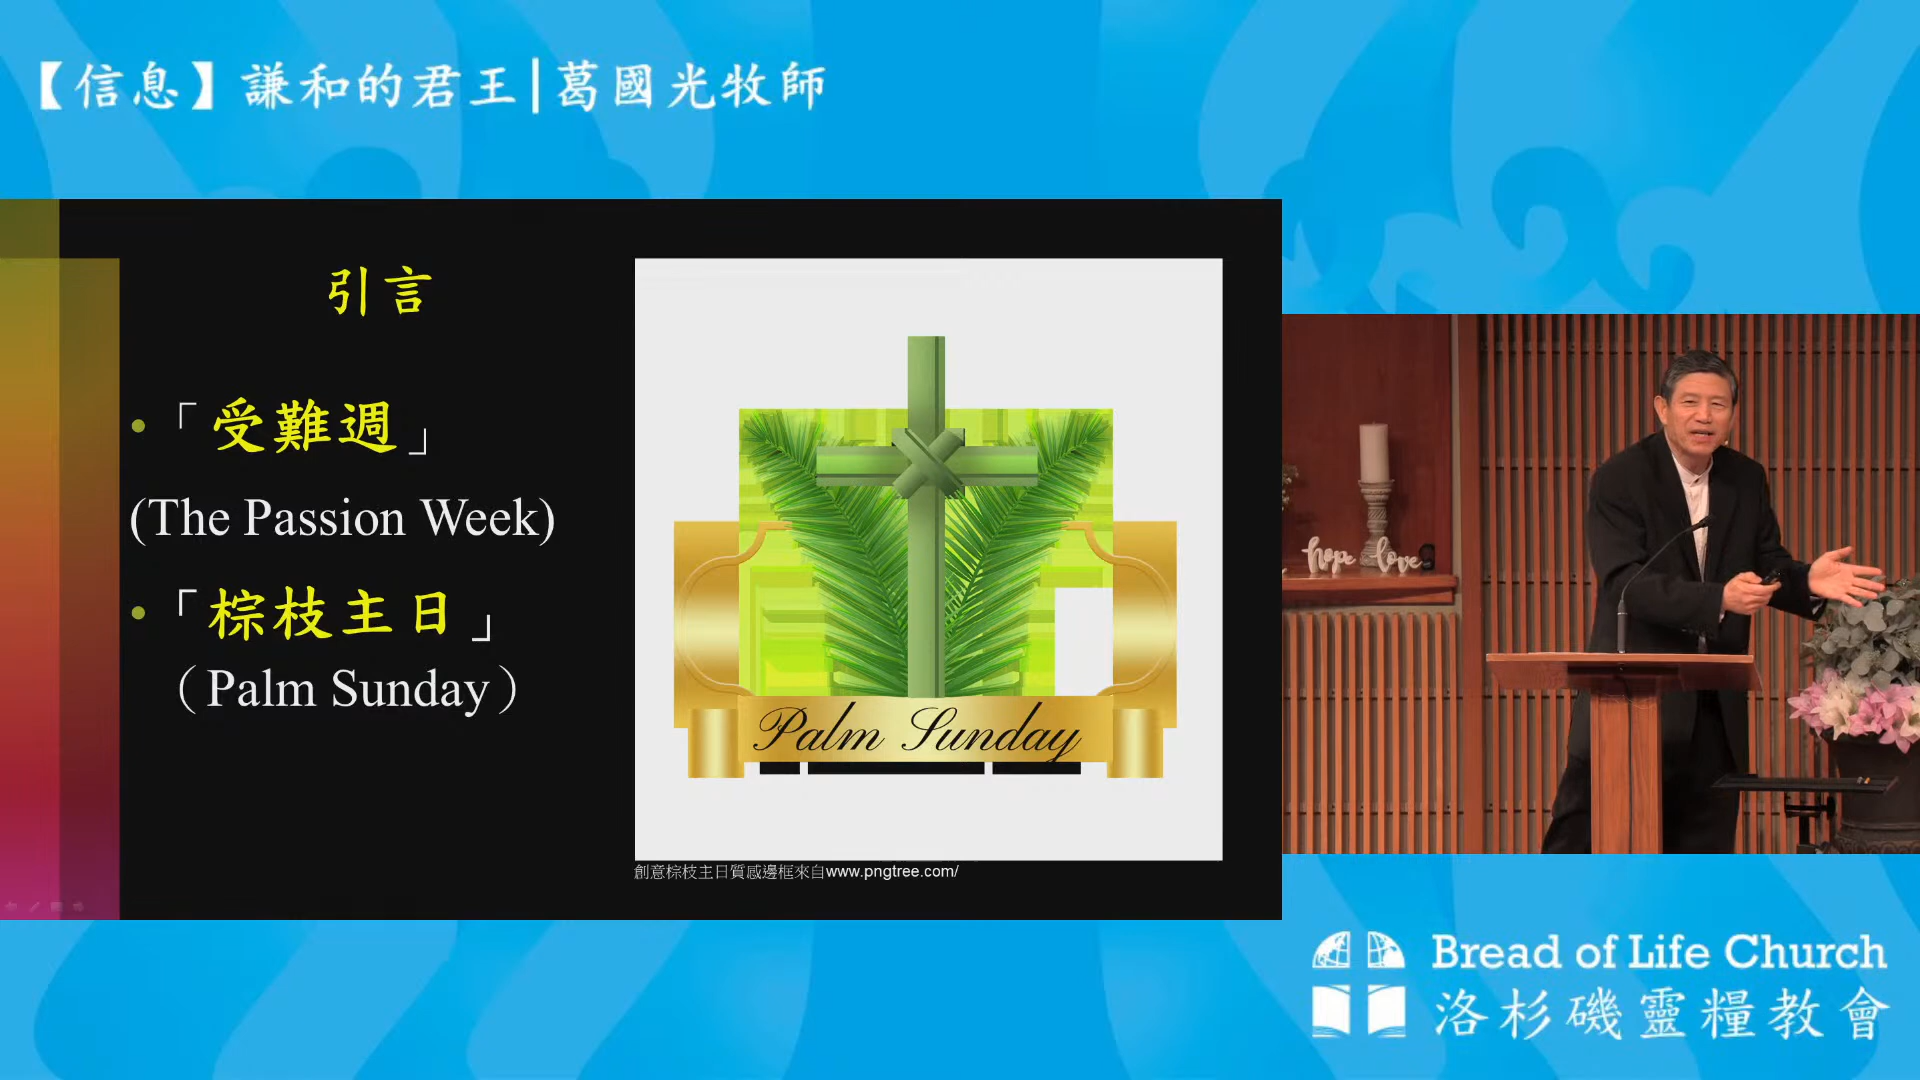 【信息】謙和的君王|葛國光牧師
引言
•「受難週」
(The Passion Week)
•「棕枝主日」
（Palm Sunday）
Palm Sunday
創意棕枝主日質感邊框來自www.pngtree.com/
hope love
Bread of Life Church
洛杉磯靈糧教會